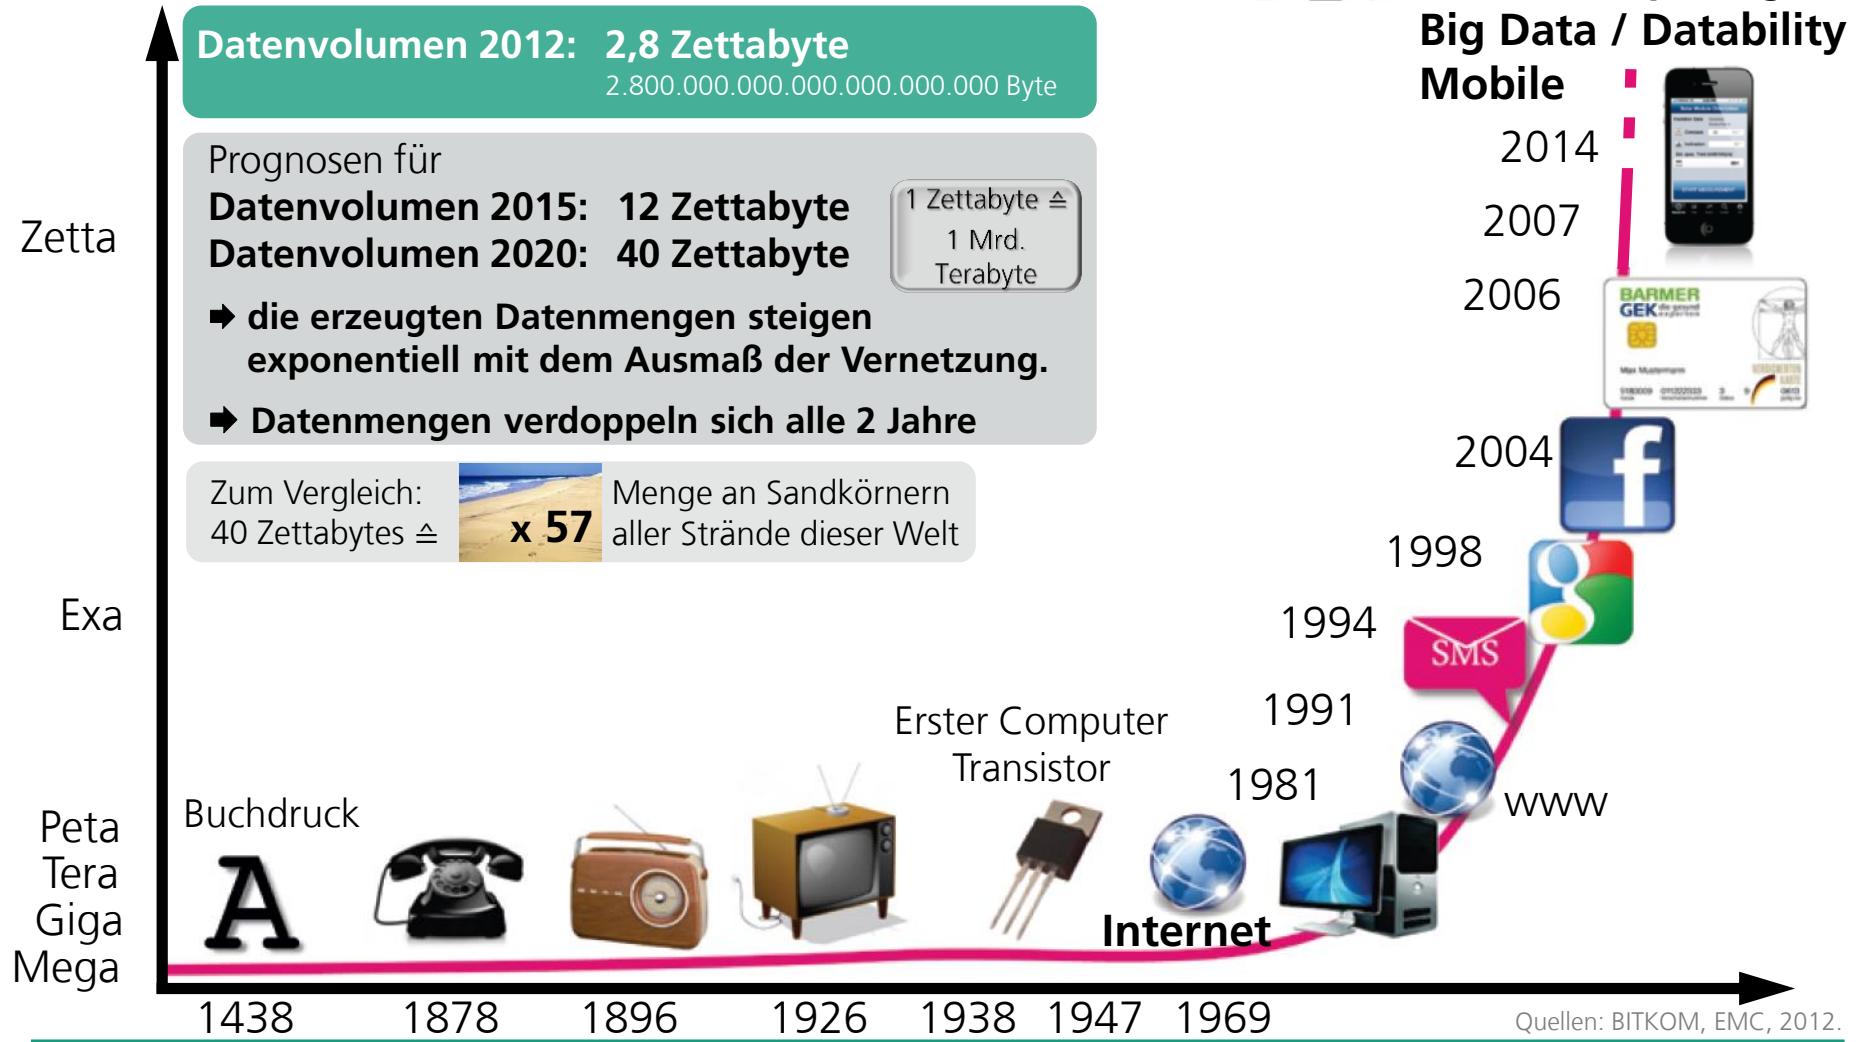 Big Data / Datability
Mobile
Datenvolumen 2012: 2,8 Zettabyte
2.800.000.000.000.000.000.000 Byte
Prognosen für
Datenvolumen 2015: 12 Zettabyte
Datenvolumen 2020: 40 Zettabyte
1 Zettabyte ≙
1 Mrd.
Terabyte
die erzeugten Datenmengen steigen
exponentiell mit dem Ausmaß der Vernetzung.
Datenmengen verdoppeln sich alle 2 Jahre
Zum Vergleich:
40 Zettabytes ≙
x 57
Menge an Sandkörnern
aller Strände dieser Welt
Zetta
Exa
Peta
Tera
Giga
Mega
2014
2007
2006
BARMER
GEK die gesund experten
Max Mustermann
2004
f
1998
g
1994
SMS
1991
www
1981
Erster Computer
Transistor
Internet
Buchdruck
A
1438
1878
1896
1926
1938
1947
1969
Quellen: BITKOM, EMC, 2012.